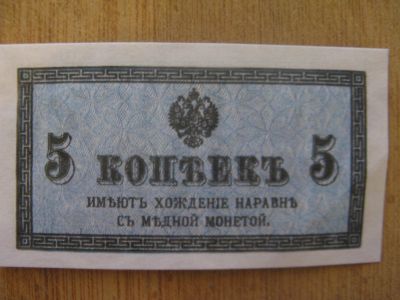 5 КОПѢЕКЪ 5
ИМѢЮТЪ ХОЖДЕНІЕ НАРАВНѢ
СЪ МѢДНОЙ МОНЕТОЙ.